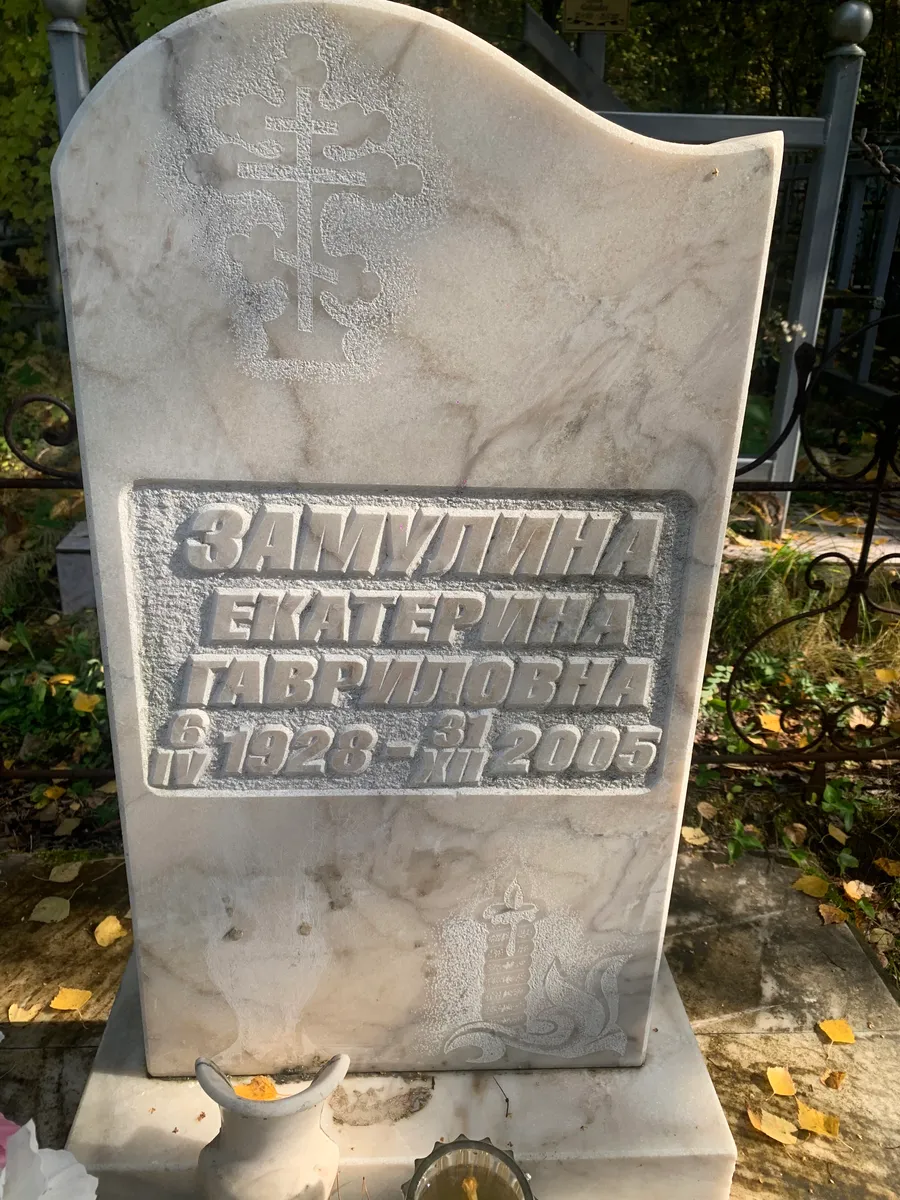 ЗАМУЛИНА
ЕКАТЕРИНА
ГАВРИЛОВНА
6/IV 1928 - 31/XII 2005